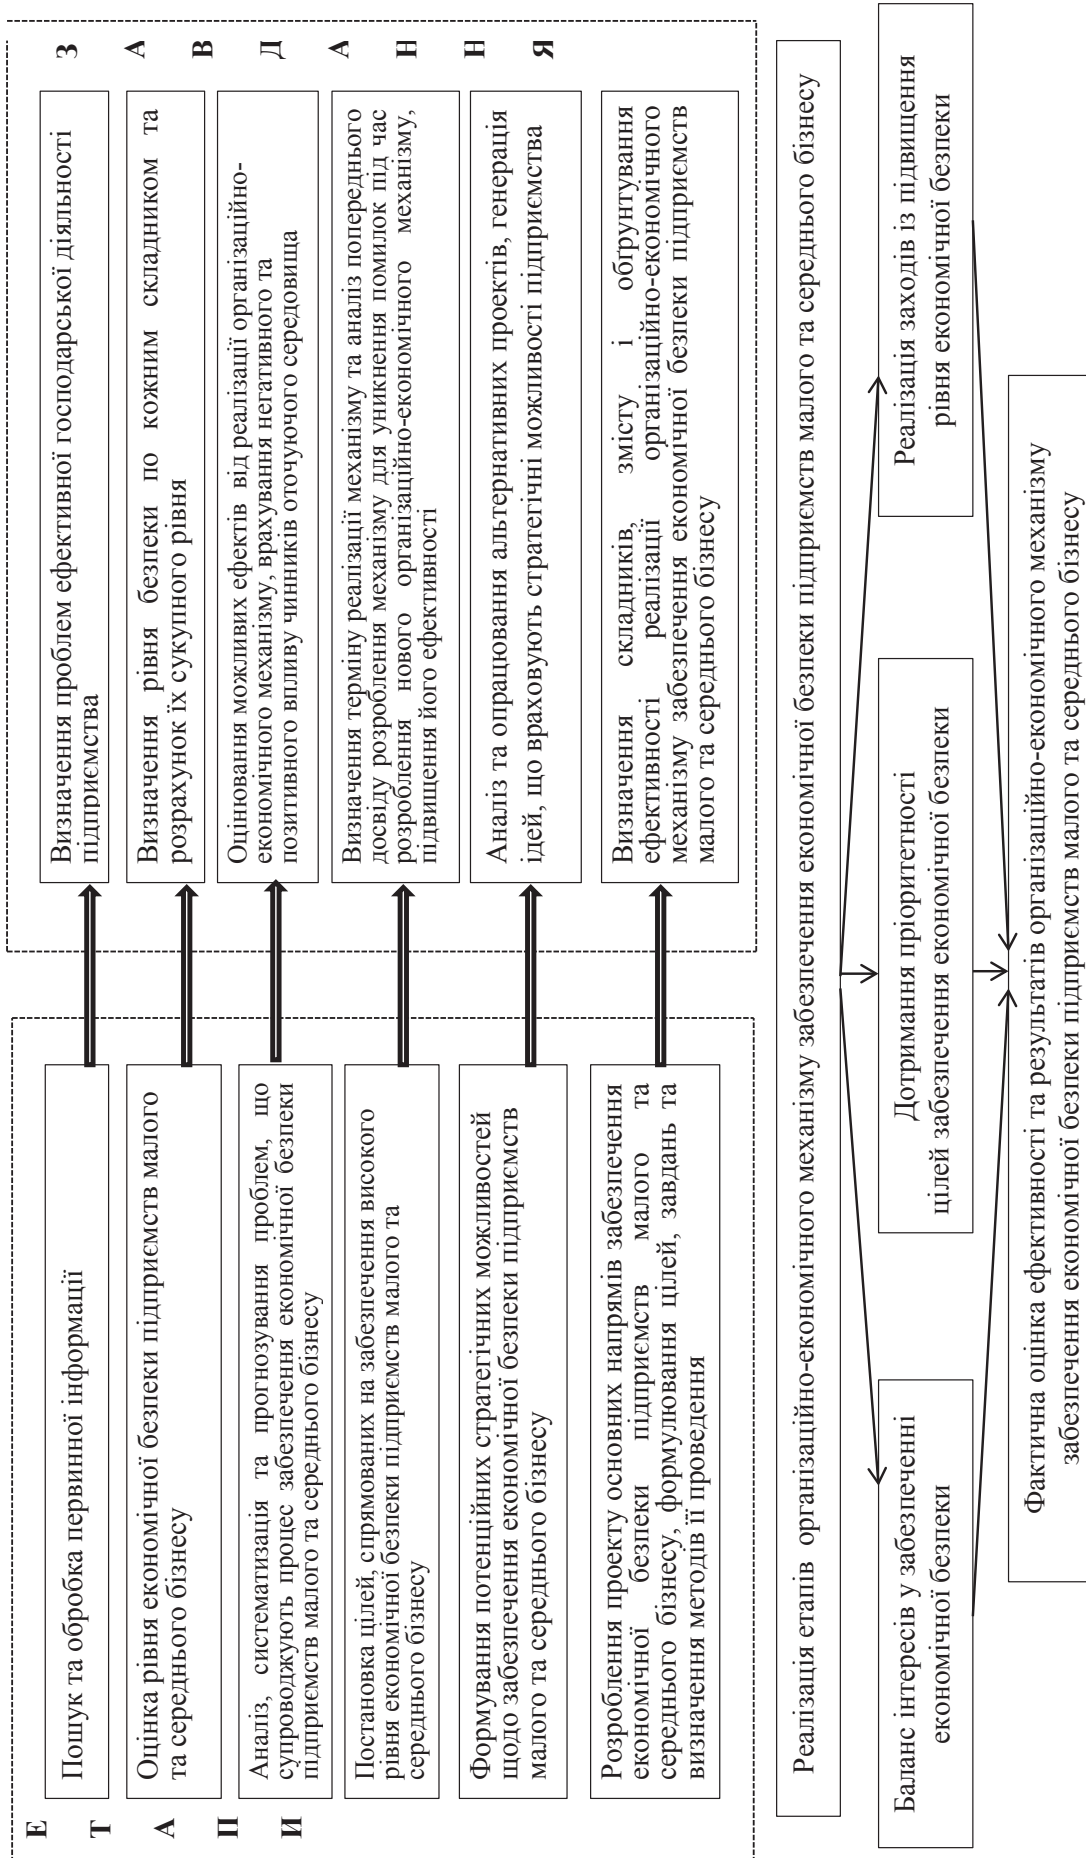 Е
Т
А
П
И
Пошук та обробка первинної інформації
Оцінка рівня економічної безпеки підприємств малого
та середнього бізнесу
Аналіз, систематизація та прогнозування проблем, що
супроводжують процес забезпечення економічної безпеки
підприємств малого та середнього бізнесу
Постановка цілей, спрямованих на забезпечення високого
рівня економічної безпеки підприємств малого та
середнього бізнесу
Формування потенційних стратегічних можливостей
щодо забезпечення економічної безпеки підприємств
малого та середнього бізнесу
Розроблення проекту основних напрямів забезпечення
економічної безпеки підприємств малого та
середнього бізнесу, формулювання цілей, завдань та
визначення методів її проведення
З
А
В
Д
А
Н
Н
Я
Визначення проблем ефективної господарської діяльності
підприємства
Визначення рівня безпеки по кожним складником та
розрахунок їх сукупного рівня
Оцінювання можливих ефектів від реалізації організаційно-
економічного механізму, врахування негативного та
позитивного впливу чинників оточуючого середовища
Визначення терміну реалізації механізму та аналіз попереднього
досвіду розроблення механізму для уникнення помилок під час
розроблення нового організаційно-економічного механізму,
підвищення його ефективності
Аналіз та опрацювання альтернативних проектів, генерація
ідей, що враховують стратегічні можливості підприємства
Визначення складників, змісту і обґрунтування
ефективності реалізації організаційно-економічного
механізму забезпечення економічної безпеки підприємств
малого та середнього бізнесу
Реалізація етапів організаційно-економічного механізму забезпечення економічної безпеки підприємств малого та середнього бізнесу
Баланс інтересів у забезпеченні
економічної безпеки
Дотримання пріоритетності
цілей забезпечення економічної безпеки
Реалізація заходів із підвищення
рівня економічної безпеки
Фактична оцінка ефективності та результатів організаційно-економічного механізму
забезпечення економічної безпеки підприємств малого та середнього бізнесу